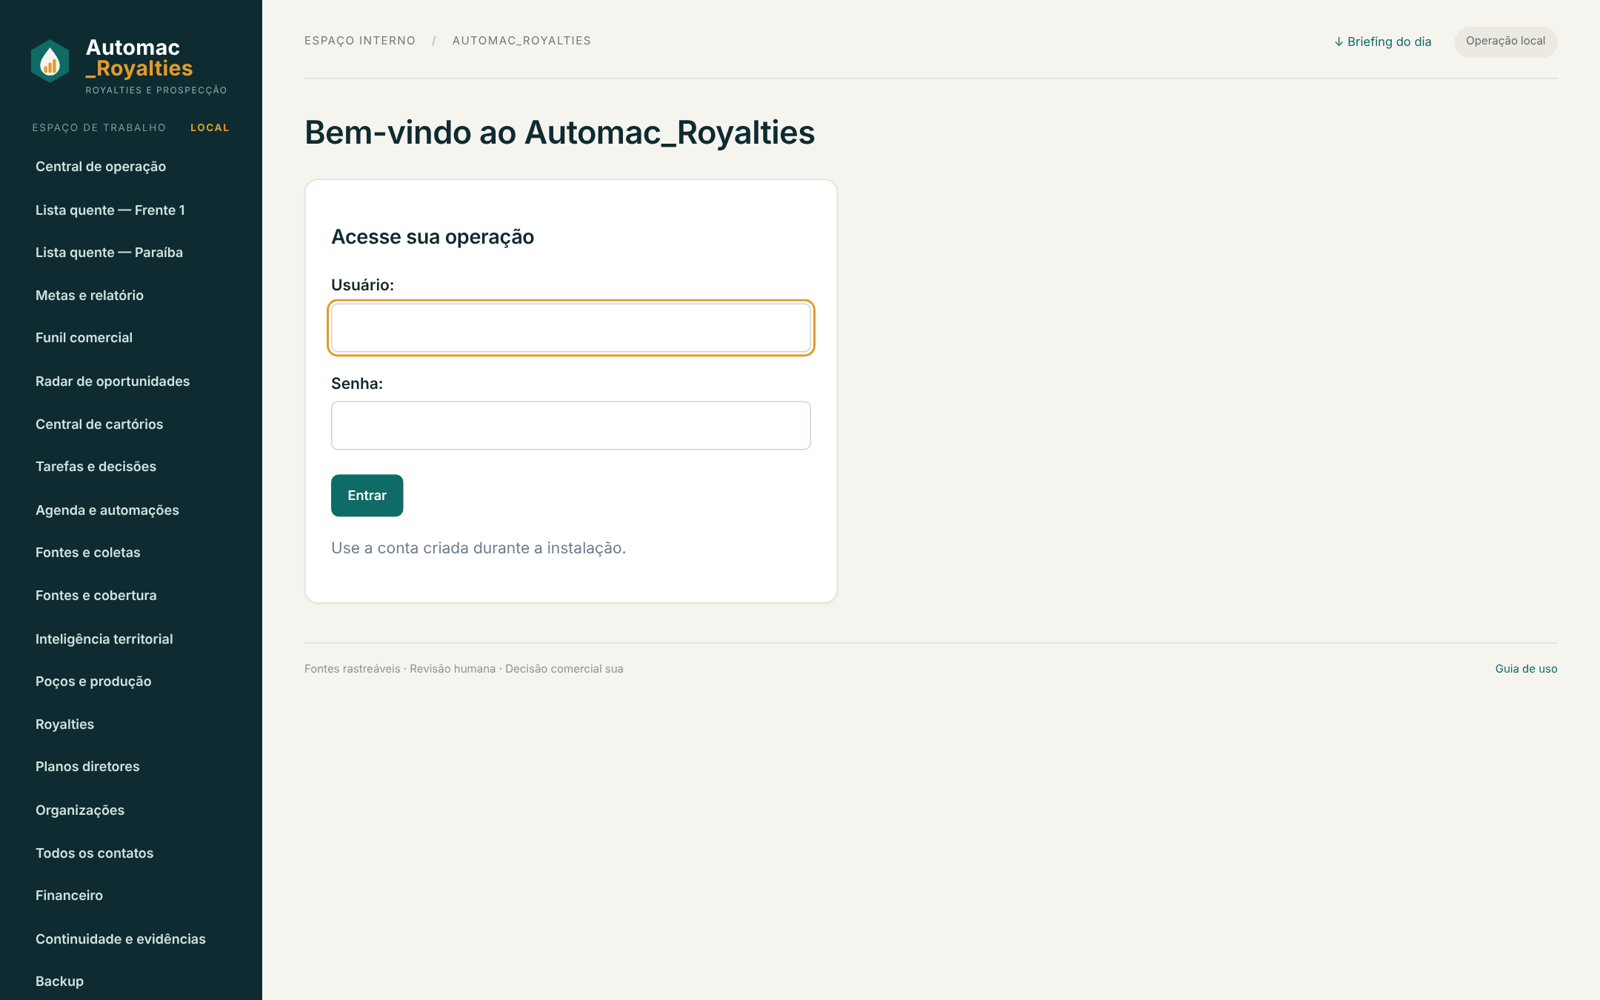 Automac
_Royalties
ROYALTIES E PROSPECÇÃO
ESPAÇO DE TRABALHO LOCAL
Central de operação
Lista quente — Frente 1
Lista quente — Paraíba
Metas e relatório
Funil comercial
Radar de oportunidades
Central de cartórios
Tarefas e decisões
Agenda e automações
Fontes e coletas
Fontes e cobertura
Inteligência territorial
Poços e produção
Royalties
Planos diretores
Organizações
Todos os contatos
Financeiro
Continuidade e evidências
Backup
ESPAÇO INTERNO / AUTOMAC_ROYALTIES
↓ Briefing do dia
Operação local
Bem-vindo ao Automac_Royalties
Acesse sua operação
Usuário:
Senha:
Entrar
Use a conta criada durante a instalação.
Fontes rastreáveis · Revisão humana · Decisão comercial sua
Guia de uso